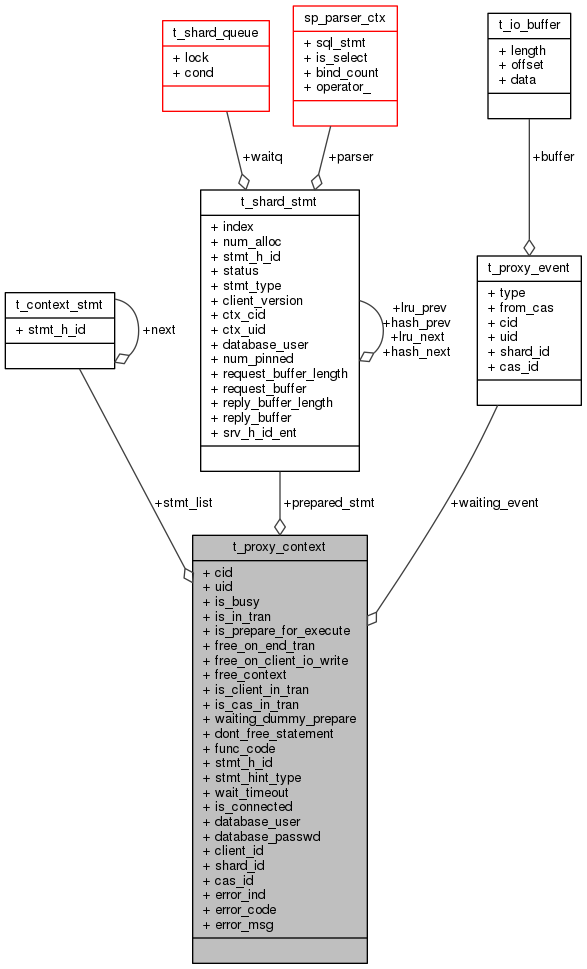 t_shard_queue
+ lock
+ cond
sp_parser_ctx
+ sql_stmt
+ is_select
+ bind_count
+ operator_
t_io_buffer
+ length
+ offset
+ data
+waitq
+parser
+buffer
t_shard_stmt
+ index
+ num_alloc
+ stmt_h_id
+ status
+ stmt_type
+ client_version
+ ctx_cid
+ ctx_uid
+ database_user
+ num_pinned
+ request_buffer_length
+ request_buffer
+ reply_buffer_length
+ reply_buffer
+ srv_h_id_ent
+lru_prev
+hash_prev
+lru_next
+hash_next
t_proxy_event
+ type
+ from_cas
+ cid
+ uid
+ shard_id
+ cas_id
t_context_stmt
+ stmt_h_id
+next
+stmt_list
+prepared_stmt
+waiting_event
t_proxy_context
+ cid
+ uid
+ is_busy
+ is_in_tran
+ is_prepare_for_execute
+ free_on_end_tran
+ free_on_client_io_write
+ free_context
+ is_client_in_tran
+ is_cas_in_tran
+ waiting_dummy_prepare
+ dont_free_statement
+ func_code
+ stmt_h_id
+ stmt_hint_type
+ wait_timeout
+ is_connected
+ database_user
+ database_passwd
+ client_id
+ shard_id
+ cas_id
+ error_ind
+ error_code
+ error_msg